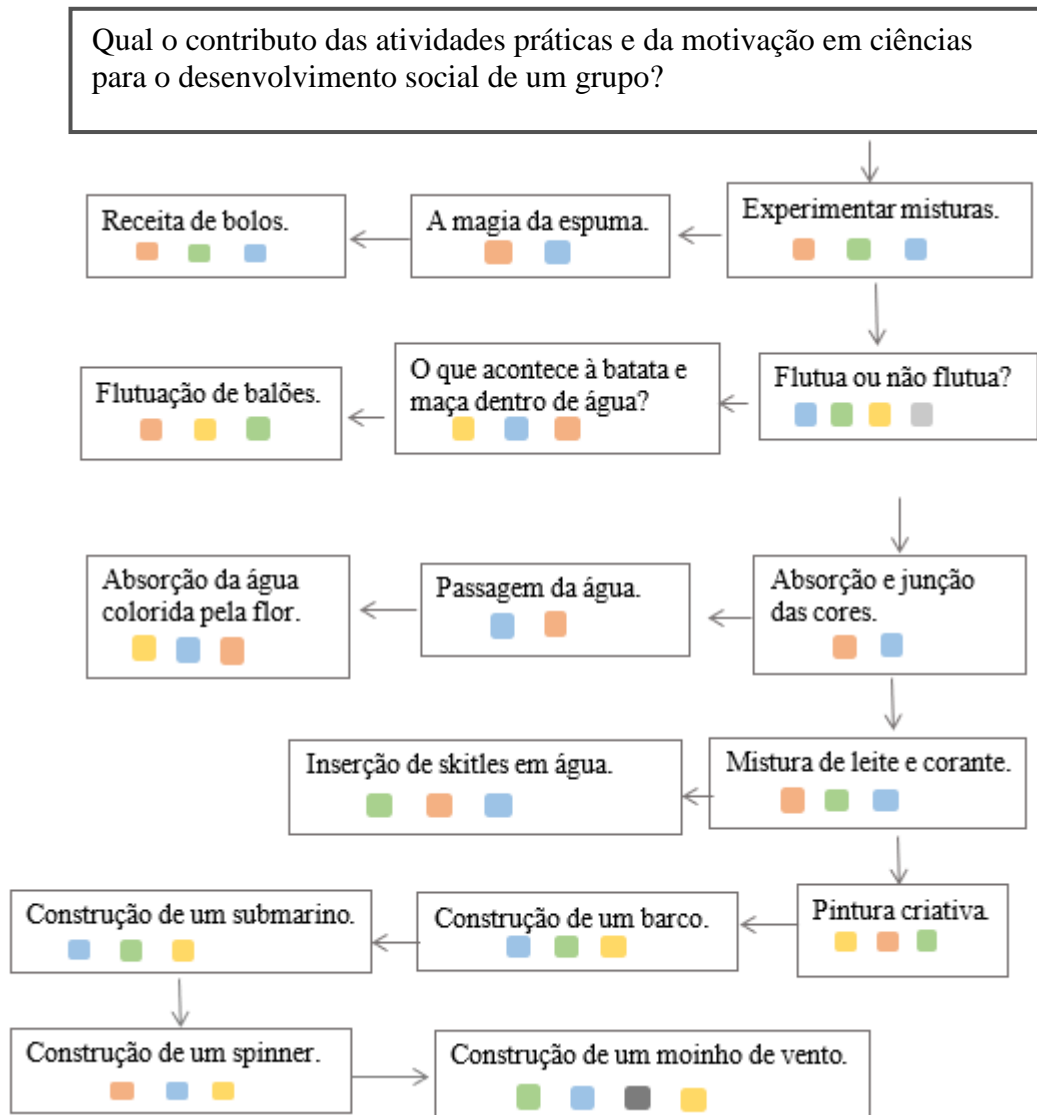 Qual o contributo das atividades práticas e da motivação em ciências
para o desenvolvimento social de um grupo?
Receita de bolos.
A magia da espuma.
Experimentar misturas.
Flutuação de balões.
O que acontece à batata e
maça dentro de água?
Flutua ou não flutua?
Absorção da água
colorida pela flor.
Passagem da água.
Absorção e junção
das cores.
Inserção de skitles em água.
Mistura de leite e corante.
Construção de um submarino.
Construção de um barco.
Pintura criativa.
Construção de um spinner.
Construção de um moinho de vento.